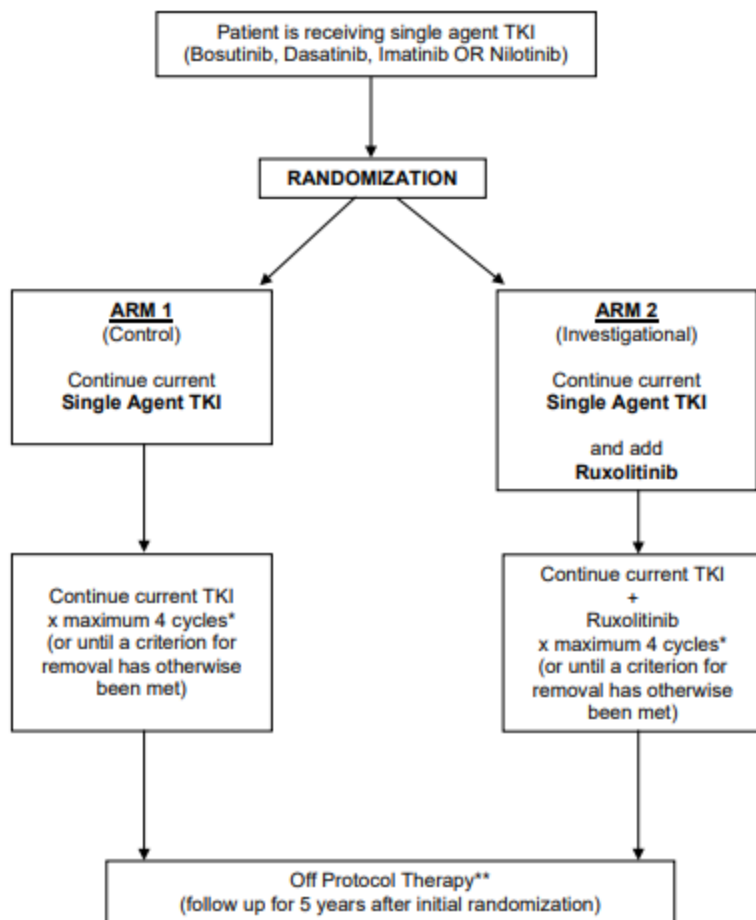 Patient is receiving single agent TKI
(Bosutinib, Dasatinib, Imatinib OR Nilotinib)
RANDOMIZATION
ARM 1
(Control)
Continue current
Single Agent TKI
ARM 2
(Investigational)
Continue current
Single Agent TKI
and add
Ruxolitinib
Continue current TKI
x maximum 4 cycles*
(or until a criterion for
removal has otherwise
been met)
Continue current TKI
+
Ruxolitinib
x maximum 4 cycles*
(or until a criterion for
removal has otherwise
been met)
Off Protocol Therapy**
(follow up for 5 years after initial randomization)